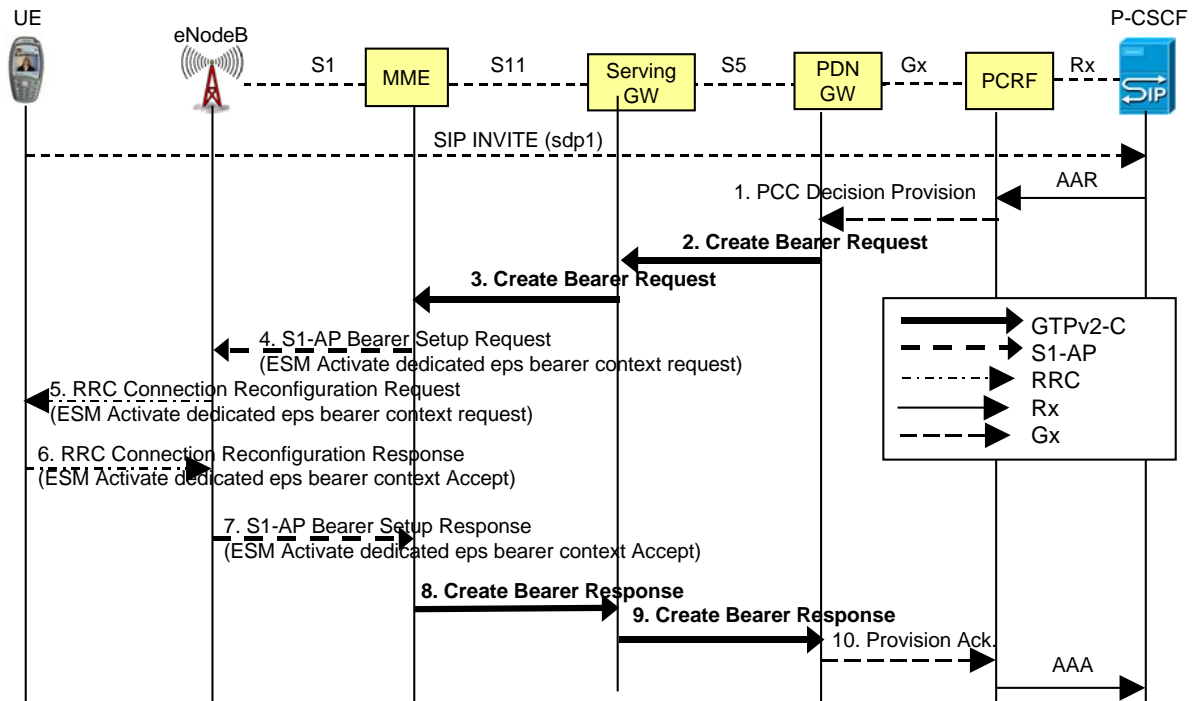 UE
P-CSCF
eNodeB
S1
MME
S11
Serving
GW
S5
PDN
GW
Gx
PCRF
Rx
SIP
SIP INVITE (sdp1)
AAR
1. PCC Decision Provision
2. Create Bearer Request
3. Create Bearer Request
GTPv2-C
S1-AP
RRC
Rx
Gx
4. S1-AP Bearer Setup Request
(ESM Activate dedicated eps bearer context request)
5. RRC Connection Reconfiguration Request
(ESM Activate dedicated eps bearer context request)
6. RRC Connection Reconfiguration Response
(ESM Activate dedicated eps bearer context Accept)
7. S1-AP Bearer Setup Response
(ESM Activate dedicated eps bearer context Accept)
8. Create Bearer Response
9. Create Bearer Response
10. Provision Ack.
AAA